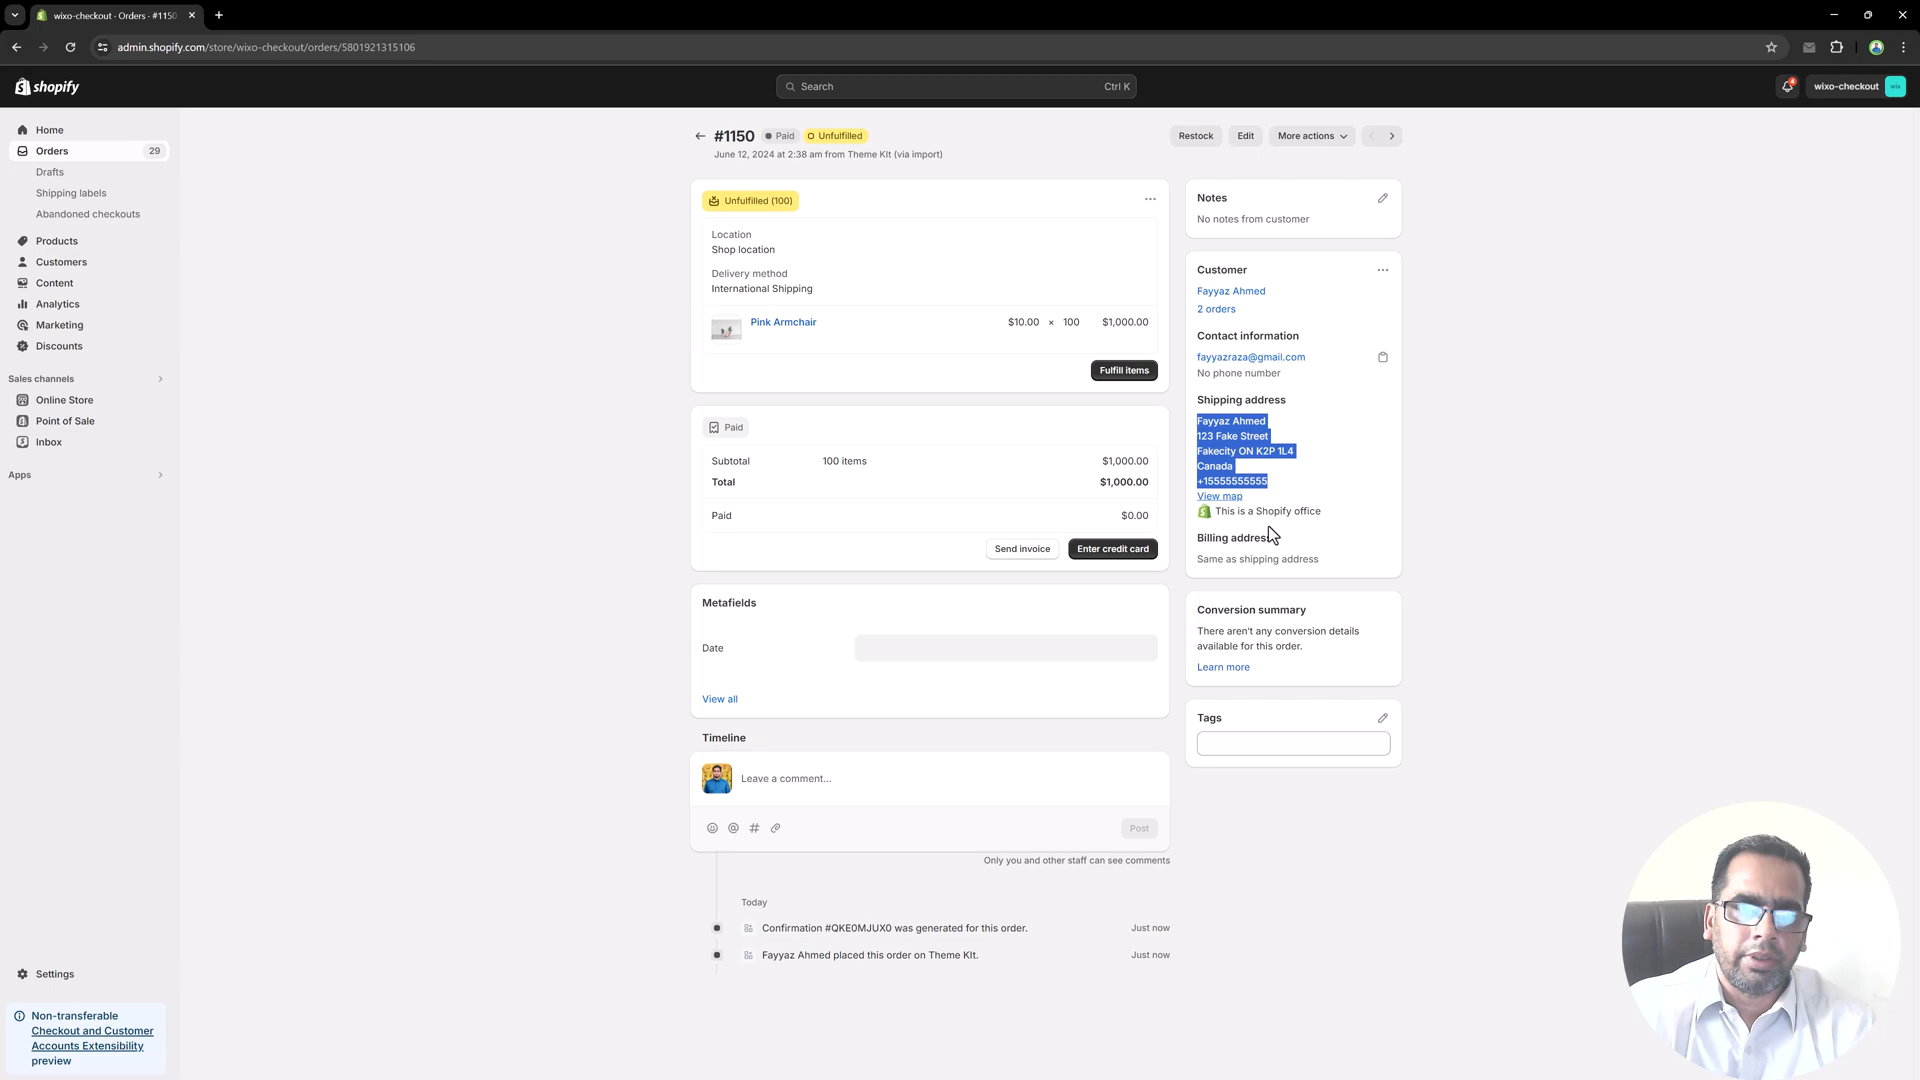 wixo-checkout · Orders · #1150
admin.shopify.com/store/wixo-checkout/orders/5801921315106
shopify
Search
Ctrl K
4
wixo-checkout
wix
Home
Orders
29
Drafts
Shipping labels
Abandoned checkouts
Products
Customers
Content
Analytics
Marketing
Discounts
Sales channels
Online Store
Point of Sale
Inbox
Apps
Settings
Non-transferable
Checkout and Customer
Accounts Extensibility
preview
#1150
Paid
Unfulfilled
June 12, 2024 at 2:38 am from Theme KIt (via import)
Restock
Edit
More actions
Unfulfilled (100)
Location
Shop location
Delivery method
International Shipping
Pink Armchair
$10.00 × 100 $1,000.00
Fulfill items
Paid
Subtotal 100 items $1,000.00
Total $1,000.00
Paid $0.00
Send invoice
Enter credit card
Metafields
Date
View all
Timeline
Leave a comment...
Post
Only you and other staff can see comments
Today
Confirmation #QKE0MJUX0 was generated for this order. Just now
Fayyaz Ahmed placed this order on Theme KIt. Just now
Notes
No notes from customer
Customer
Fayyaz Ahmed
2 orders
Contact information
fayyazraza@gmail.com
No phone number
Shipping address
Fayyaz Ahmed
123 Fake Street
Fakecity ON K2P 1L4
Canada
+15555555555
View map
This is a Shopify office
Billing address
Same as shipping address
Conversion summary
There aren't any conversion details
available for this order.
Learn more
Tags